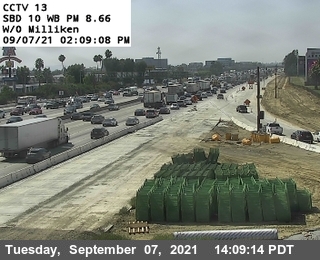 CCTV 13
SBD 10 WB PM 8.66
W/O Milliken
09/07/21 02:09:08 PM
Tuesday, September 07, 2021 14:09:14 PDT